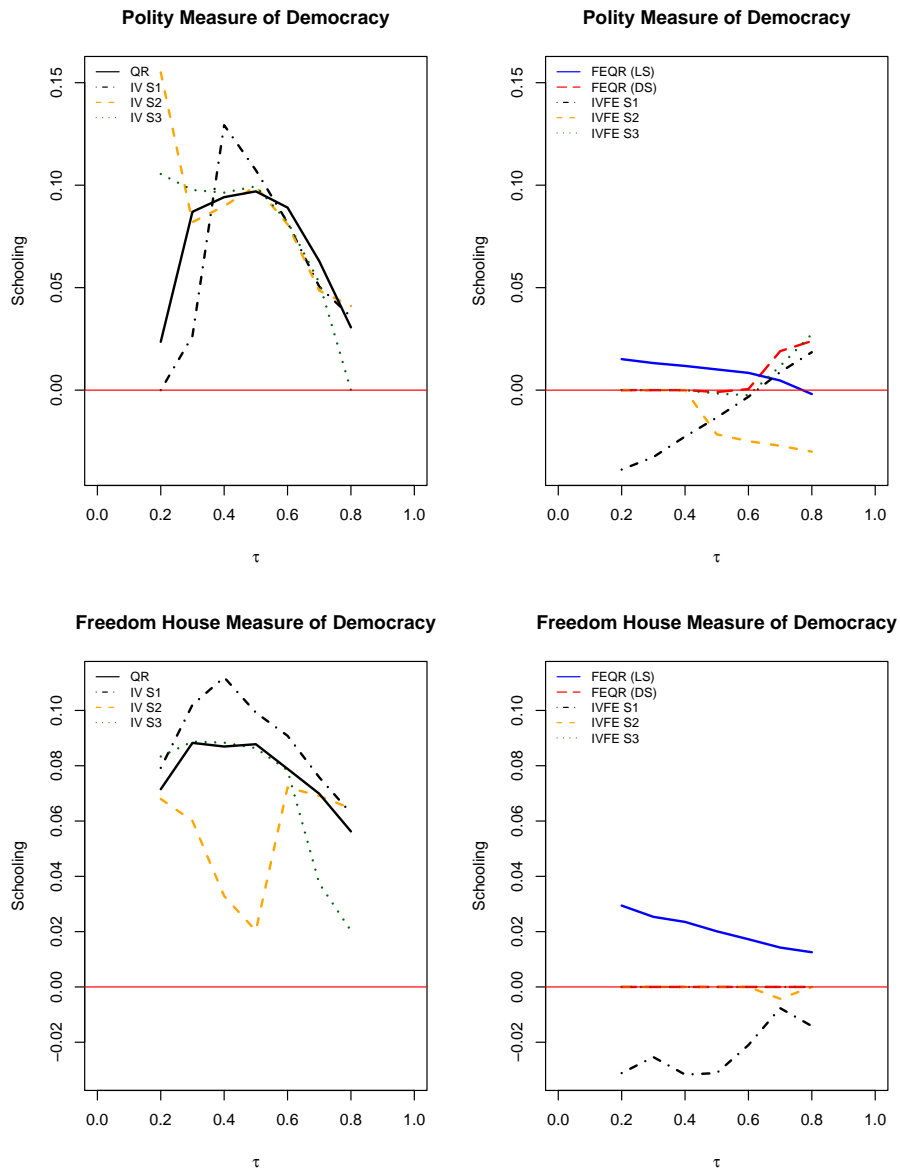 Polity Measure of Democracy
QR
IV S1
IV S2
IV S3
Schooling
0.15
0.10
0.05
0.00
0.0 0.2 0.4 0.6 0.8 1.0
τ
Polity Measure of Democracy
FEQR (LS)
FEQR (DS)
IVFE S1
IVFE S2
IVFE S3
Schooling
0.15
0.10
0.05
0.00
0.0 0.2 0.4 0.6 0.8 1.0
τ
Freedom House Measure of Democracy
QR
IV S1
IV S2
IV S3
Schooling
0.10
0.08
0.06
0.04
0.02
0.00
−0.02
0.0 0.2 0.4 0.6 0.8 1.0
τ
Freedom House Measure of Democracy
FEQR (LS)
FEQR (DS)
IVFE S1
IVFE S2
IVFE S3
Schooling
0.10
0.08
0.06
0.04
0.02
0.00
−0.02
0.0 0.2 0.4 0.6 0.8 1.0
τ